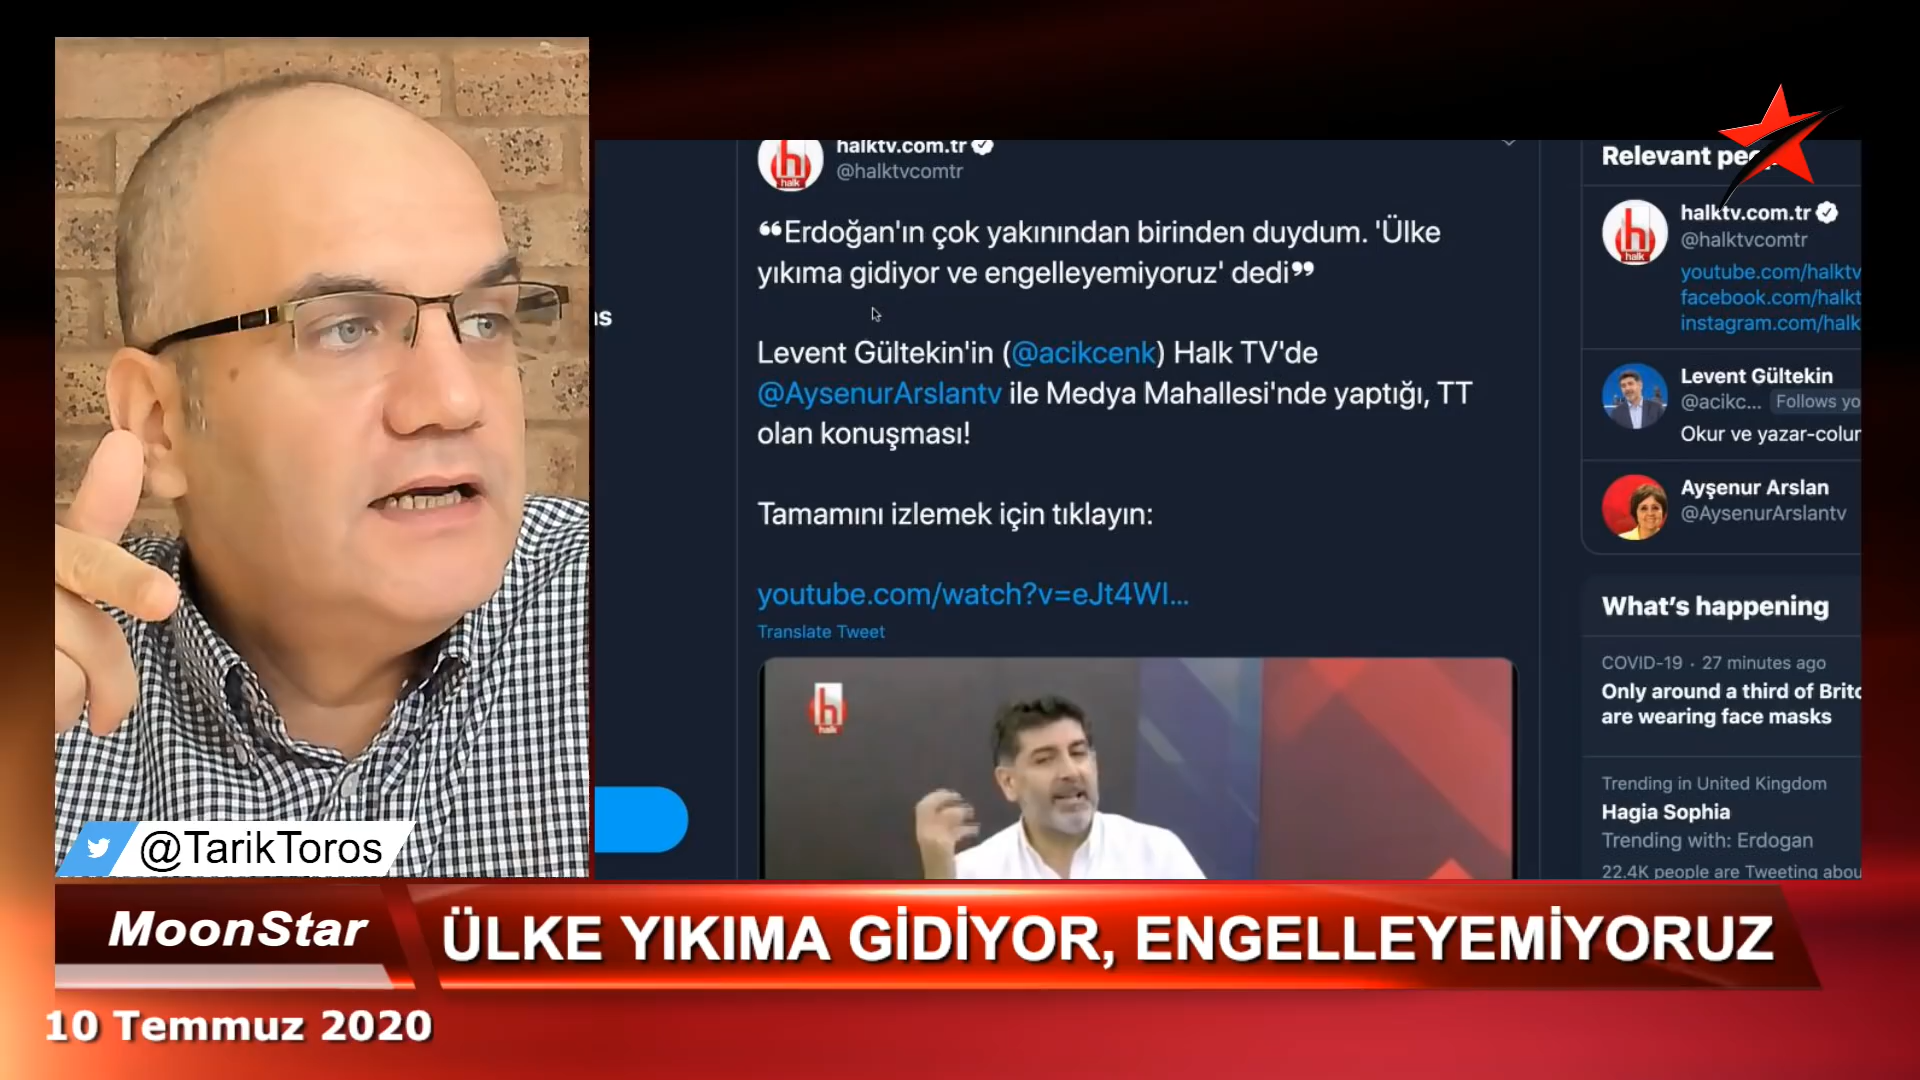 halktv.com.tr
@halktvcomtr
❝Erdoğan'ın çok yakınından birinden duydum. 'Ülke
yıkıma gidiyor ve engelleyemiyoruz' dedi❞
Levent Gültekin'in (@acikcenk) Halk TV'de
@AysenurArslantv ile Medya Mahallesi'nde yaptığı, TT
olan konuşması!
Tamamını izlemek için tıklayın:
youtube.com/watch?v=eJt4WI...
Translate Tweet
h
halk
Relevant
halktv.com.tr
@halktvcomtr
youtube.com/halktv
facebook.com/halkt
instagram.com/halk
Levent Gültekin
@acikc... Follows yo
Okur ve yazar-colur
Ayşenur Arslan
@AysenurArslantv
What's happening
COVID-19 · 27 minutes ago
Only around a third of Britc
are wearing face masks
Trending in United Kingdom
Hagia Sophia
Trending with: Erdogan
22.4K people are Tweeting abou
@TarikToros
MoonStar
ÜLKE YIKIMA GİDİYOR, ENGELLEYEMİYORUZ
10 Temmuz 2020